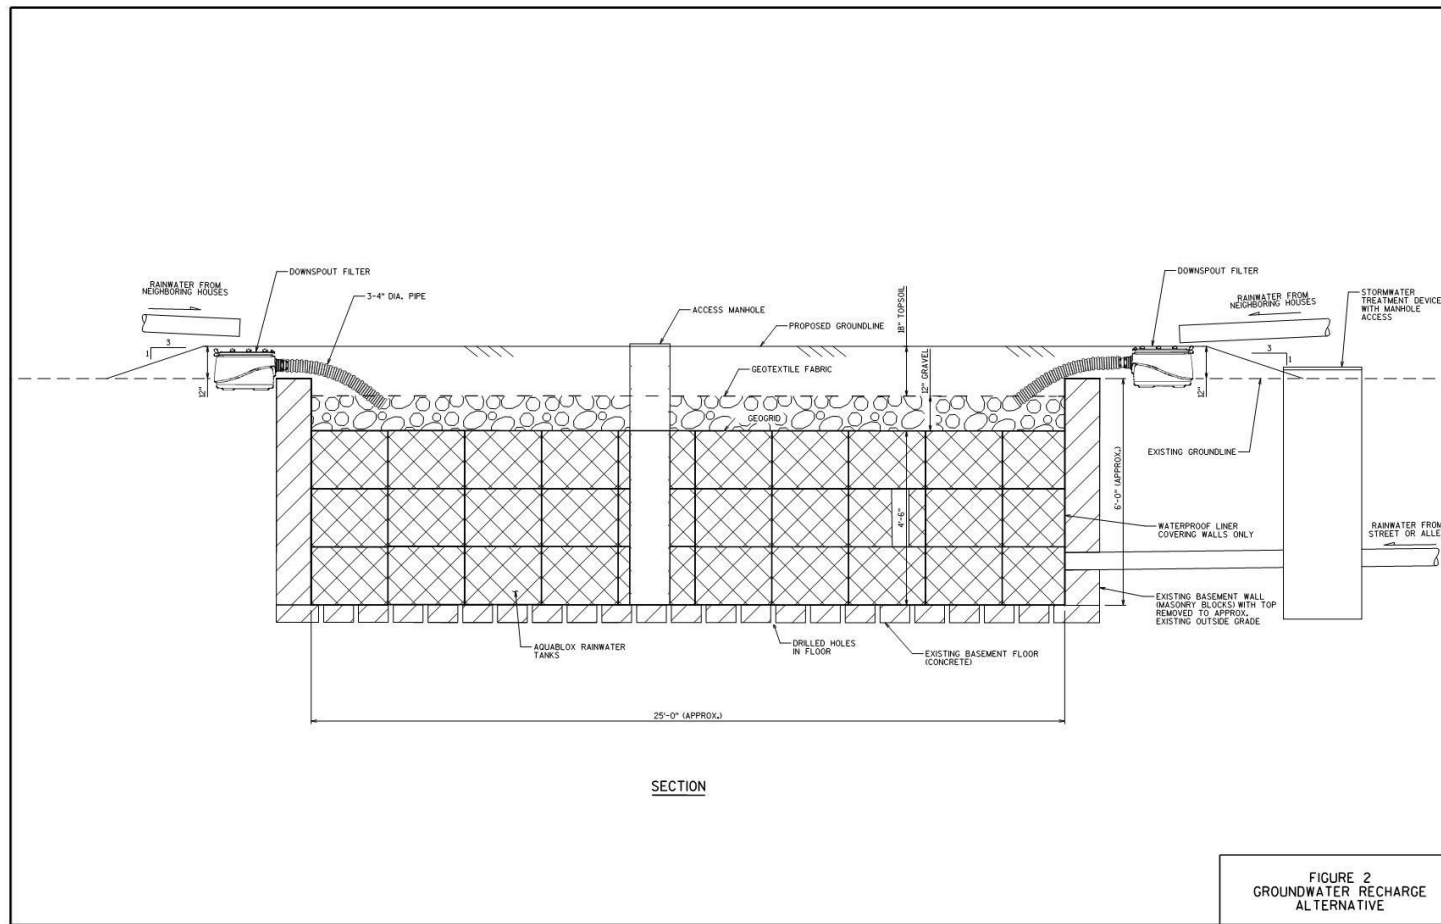 DOWNSPOUT FILTER
RAINWATER FROM
NEIGHBORING HOUSES
3-4" DIA. PIPE
ACCESS MANHOLE
PROPOSED GROUNDLINE
18" TOPSOIL
DOWNSPOUT FILTER
RAINWATER FROM
NEIGHBORING HOUSES
STORMWATER
TREATMENT DEVICE
WITH MANHOLE
ACCESS
3
1
12"
GEOTEXTILE FABRIC
12" GRAVEL
3
1
12"
GEOGRID
EXISTING GROUNDLINE
6'-0" (APPROX.)
4'-6"
WATERPROOF LINER
COVERING WALLS ONLY
RAINWATER FROM
STREET OR ALLE
EXISTING BASEMENT WALL
(MASONRY BLOCKS) WITH TOP
REMOVED TO APPROX.
EXISTING OUTSIDE GRADE
AQUABLOX RAINWATER
TANKS
DRILLED HOLES
IN FLOOR
EXISTING BASEMENT FLOOR
(CONCRETE)
25'-0" (APPROX.)
SECTION
FIGURE 2
GROUNDWATER RECHARGE
ALTERNATIVE